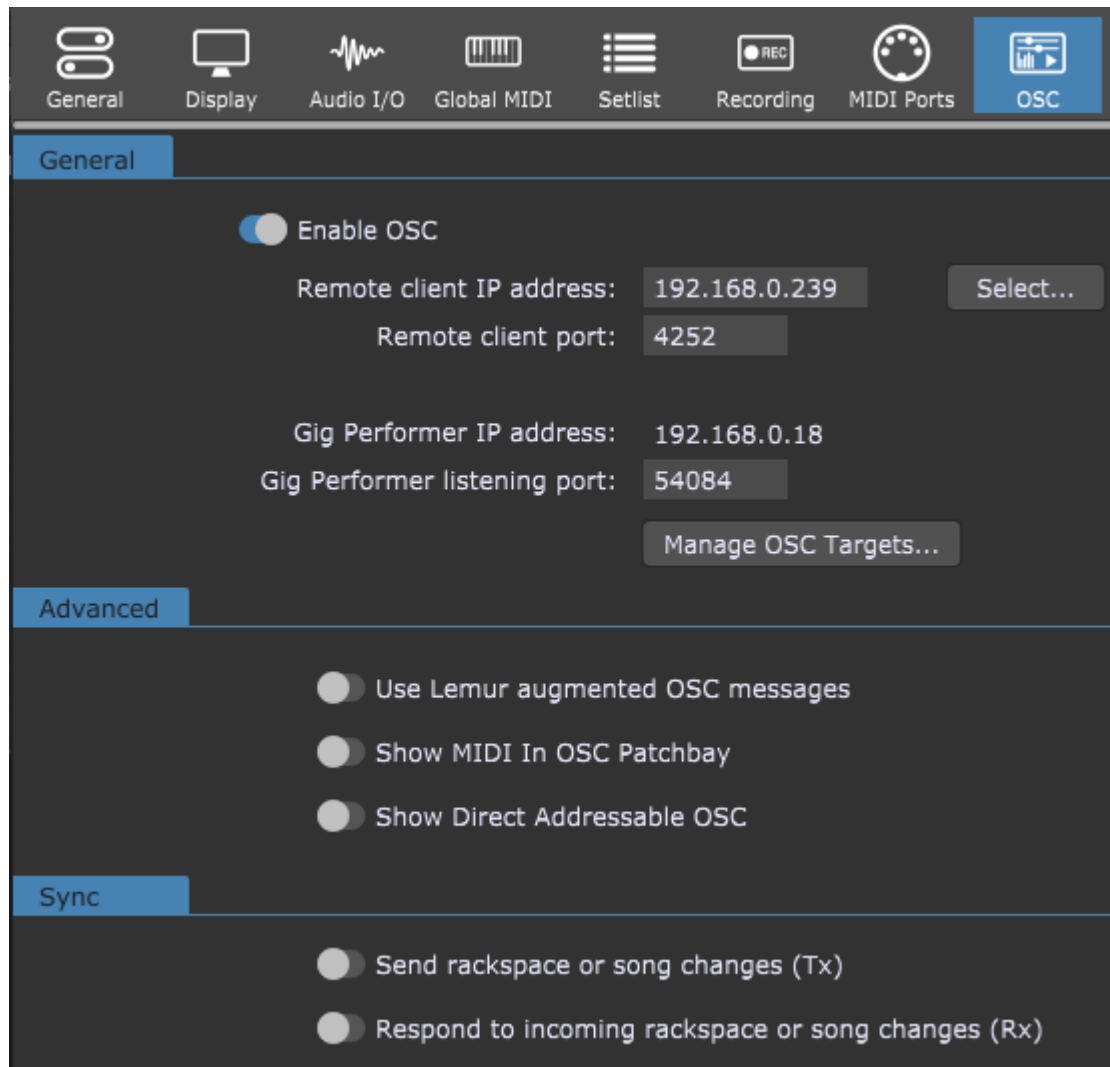 General Display Audio I/O Global MIDI Setlist REC Recording MIDI Ports OSC
General
Enable OSC
Remote client IP address: 192.168.0.239 Select...
Remote client port: 4252
Gig Performer IP address: 192.168.0.18
Gig Performer listening port: 54084
Manage OSC Targets...
Advanced
Use Lemur augmented OSC messages
Show MIDI In OSC Patchbay
Show Direct Addressable OSC
Sync
Send rackspace or song changes (Tx)
Respond to incoming rackspace or song changes (Rx)